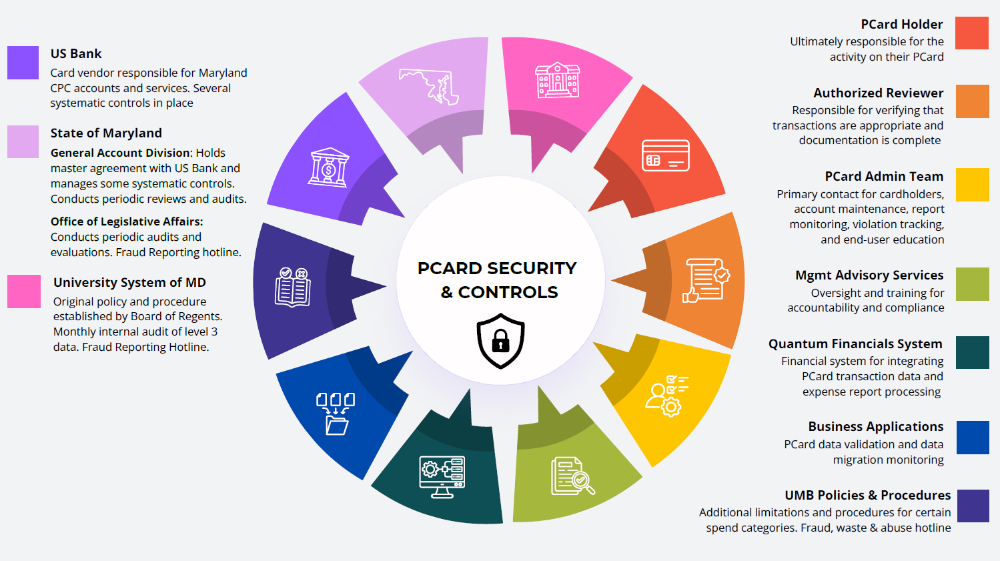 US Bank
Card vendor responsible for Maryland
CPC accounts and services. Several
systematic controls in place
State of Maryland
General Account Division: Holds
master agreement with US Bank and
manages some systematic controls.
Conducts periodic reviews and audits.
Office of Legislative Affairs:
Conducts periodic audits and
evaluations. Fraud Reporting hotline.
University System of MD
Original policy and procedure
established by Board of Regents.
Monthly internal audit of level 3
data. Fraud Reporting Hotline.
PCARD SECURITY
& CONTROLS
PCard Holder
Ultimately responsible for the
activity on their PCard
Authorized Reviewer
Responsible for verifying that
transactions are appropriate and
documentation is complete
PCard Admin Team
Primary contact for cardholders,
account maintenance, report
monitoring, violation tracking,
and end-user education
Mgmt Advisory Services
Oversight and training for
accountability and compliance
Quantum Financials System
Financial system for integrating
PCard transaction data and
expense report processing
Business Applications
PCard data validation and data
migration monitoring
UMB Policies & Procedures
Additional limitations and procedures for certain
spend categories. Fraud, waste & abuse hotline